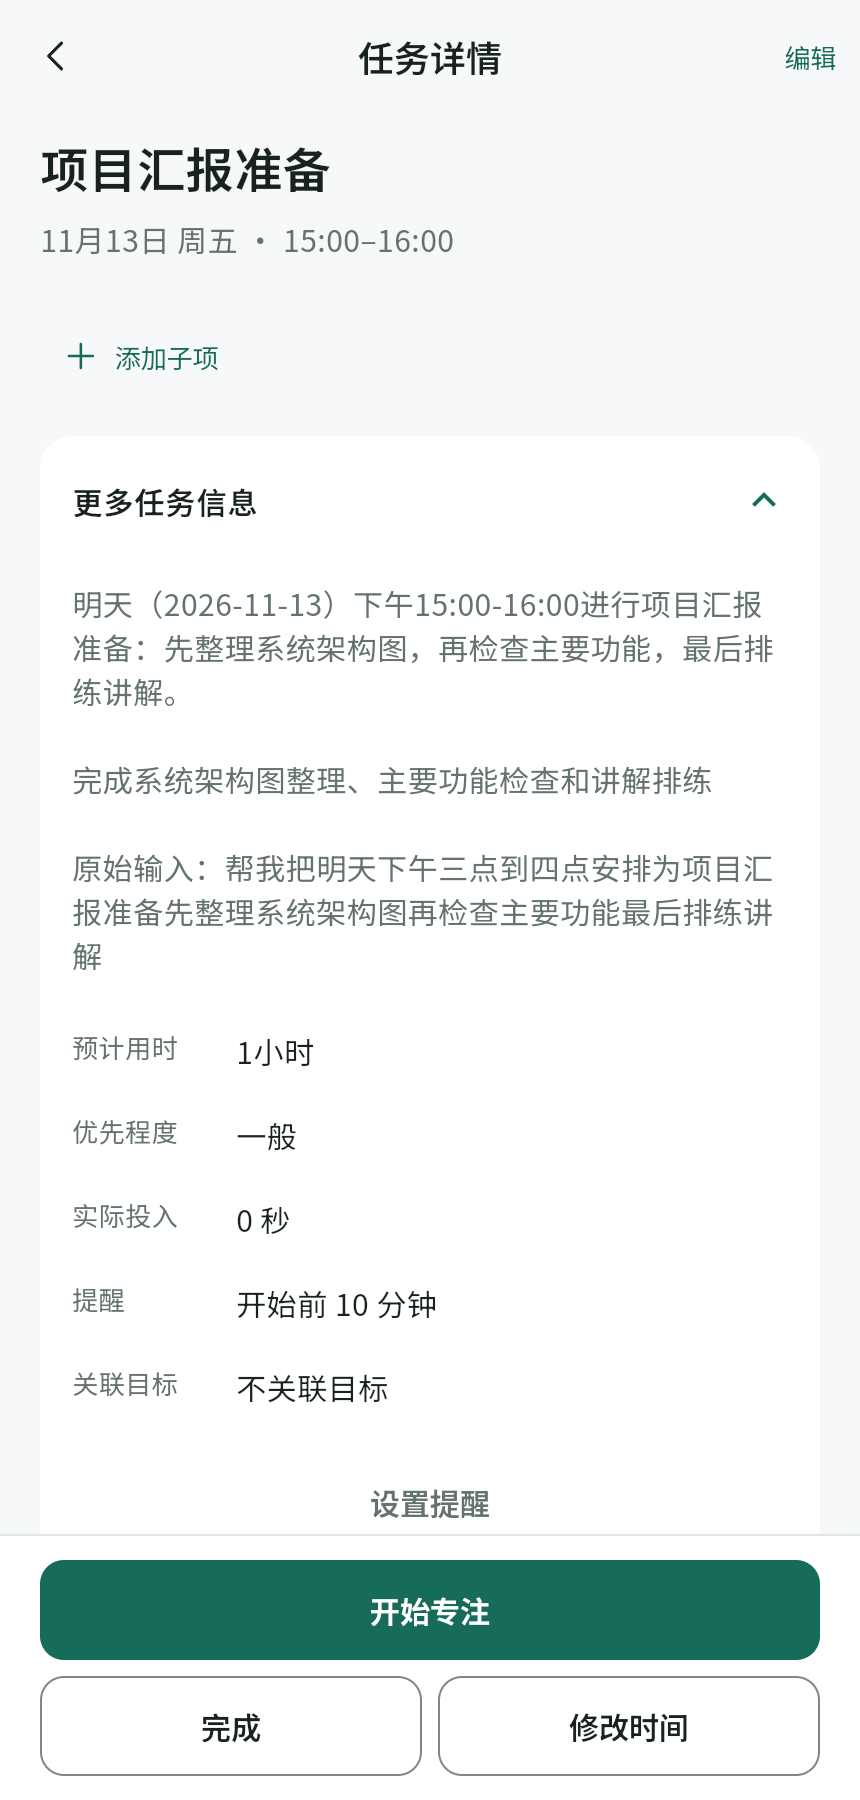 任务详情
编辑
项目汇报准备
11月13日 周五 · 15:00–16:00
添加子项
更多任务信息
明天（2026-11-13）下午15:00-16:00进行项目汇报
准备：先整理系统架构图，再检查主要功能，最后排
练讲解。
完成系统架构图整理、主要功能检查和讲解排练
原始输入：帮我把明天下午三点到四点安排为项目汇
报准备先整理系统架构图再检查主要功能最后排练讲
解
预计用时 1小时
优先程度 一般
实际投入 0 秒
提醒 开始前 10 分钟
关联目标 不关联目标
设置提醒
开始专注
完成 修改时间